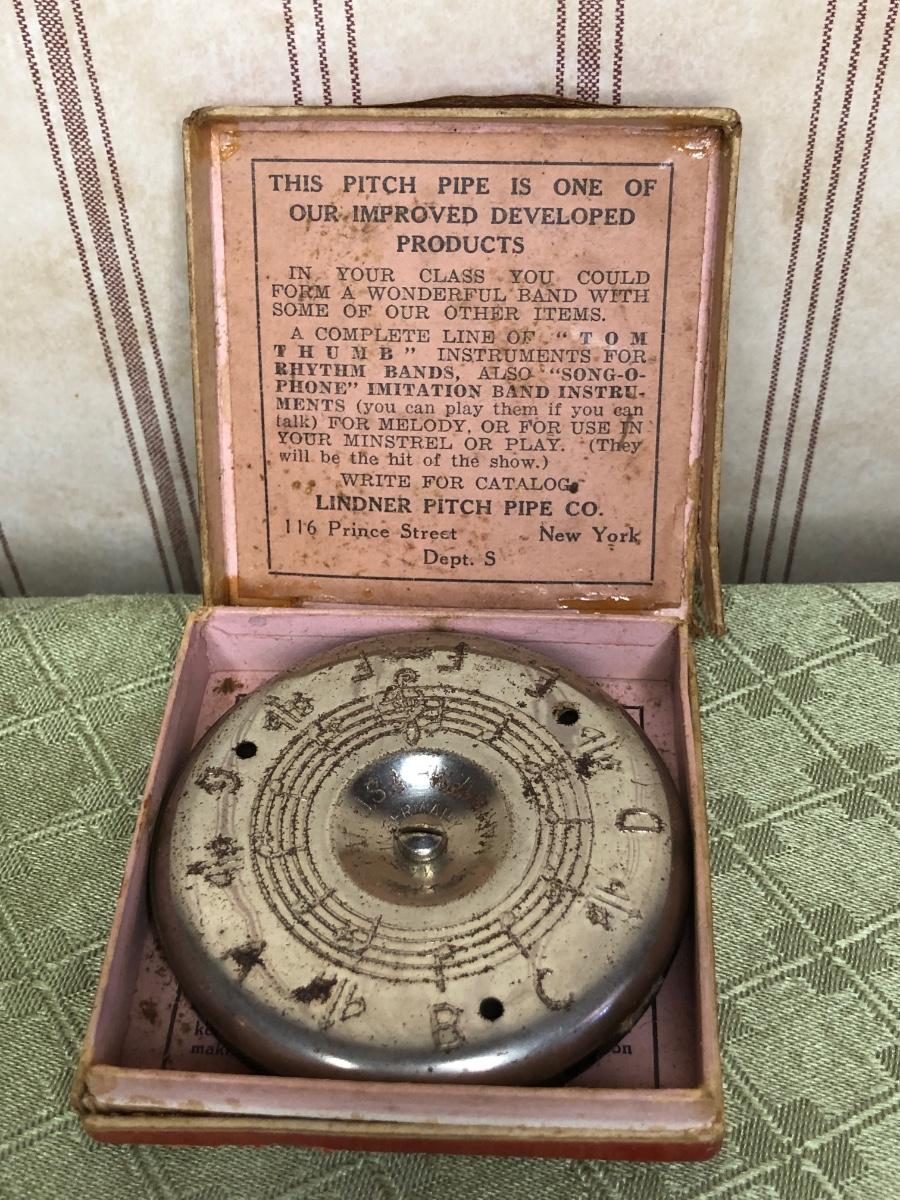 THIS PITCH PIPE IS ONE OF
OUR IMPROVED DEVELOPED
PRODUCTS
IN YOUR CLASS YOU COULD
FORM A WONDERFUL BAND WITH
SOME OF OUR OTHER ITEMS.
A COMPLETE LINE OF "TOM
THUMB" INSTRUMENTS FOR
RHYTHM BANDS, ALSO "SONG-O-
PHONE" IMITATION BAND INSTRU-
MENTS (you can play them if you can
talk) FOR MELODY, OR FOR USE IN
YOUR MINSTREL OR PLAY. (They
will be the hit of the show.)
WRITE FOR CATALOG.
LINDNER PITCH PIPE CO.
116 Prince Street New York
Dept. S
F
F
E
D
G
A
C
B